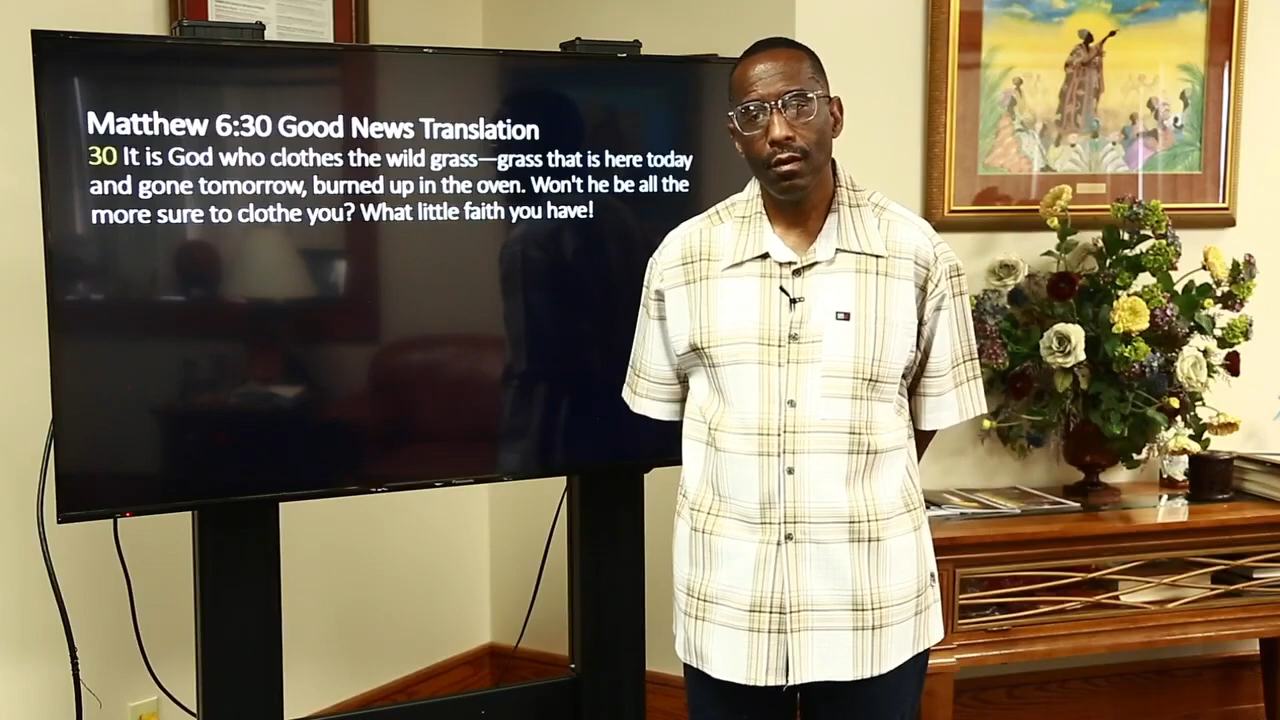 Matthew 6:30 Good News Translation
30 It is God who clothes the wild grass—grass that is here today
and gone tomorrow, burned up in the oven. Won't he be all the
more sure to clothe you? What little faith you have!
Panasonic